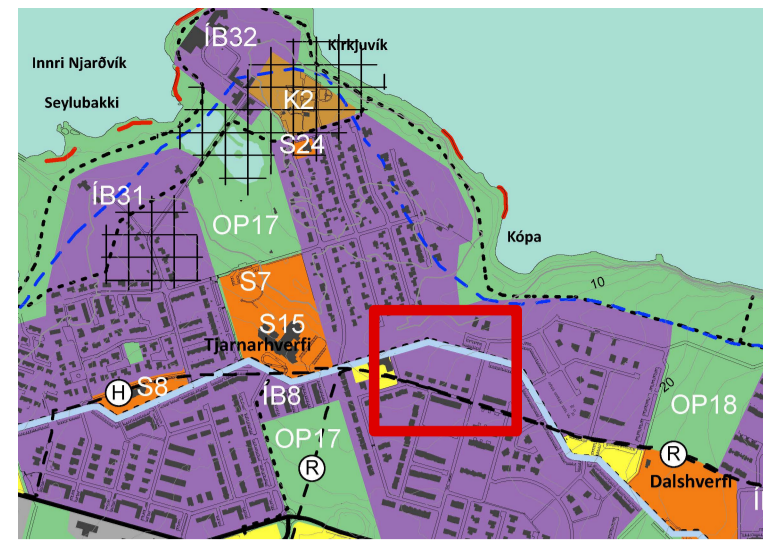 ÍB32
Kirkjuvík
Innri Njarðvík
K2
Seylubakki
S24
ÍB31
OP17
Kópa
S7
10
S15
Tjarnarhverfi
20
H
S8
ÍB8
OP18
OP17
R
R
Dalshverfi